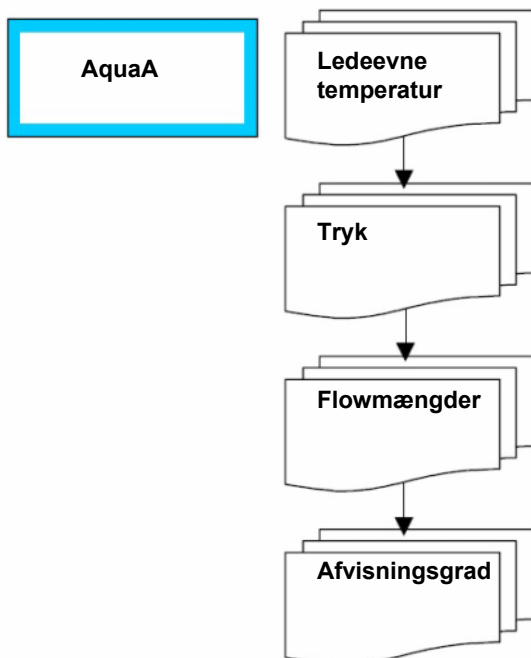 AquaA
Ledeevne
temperatur
Tryk
Flowmængder
Afvisningsgrad